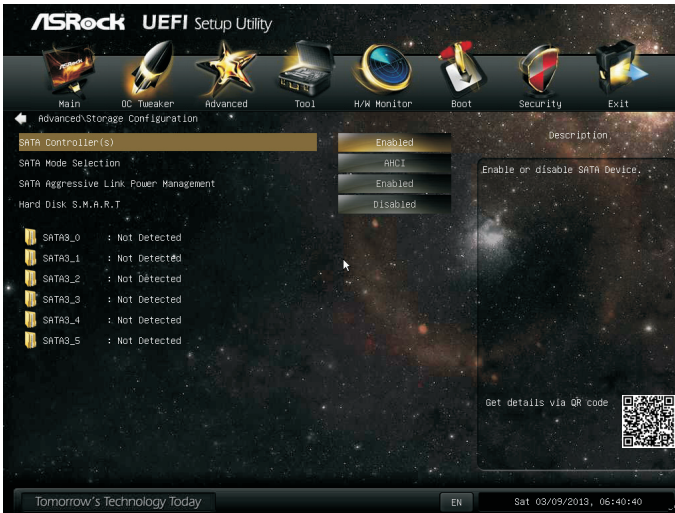 ASRock UEFI Setup Utility
Main OC Tweaker Advanced Tool H/W Monitor Boot Security Exit
Advanced\Storage Configuration
SATA Controller(s) Enabled
SATA Mode Selection AHCI
SATA Aggressive Link Power Management Enabled
Hard Disk S.M.A.R.T Disabled
SATA3_0 : Not Detected
SATA3_1 : Not Detected
SATA3_2 : Not Detected
SATA3_3 : Not Detected
SATA3_4 : Not Detected
SATA3_5 : Not Detected
Description
Enable or disable SATA Device.
Get details via QR code
Tomorrow's Technology Today EN Sat 03/09/2013, 06:40:40